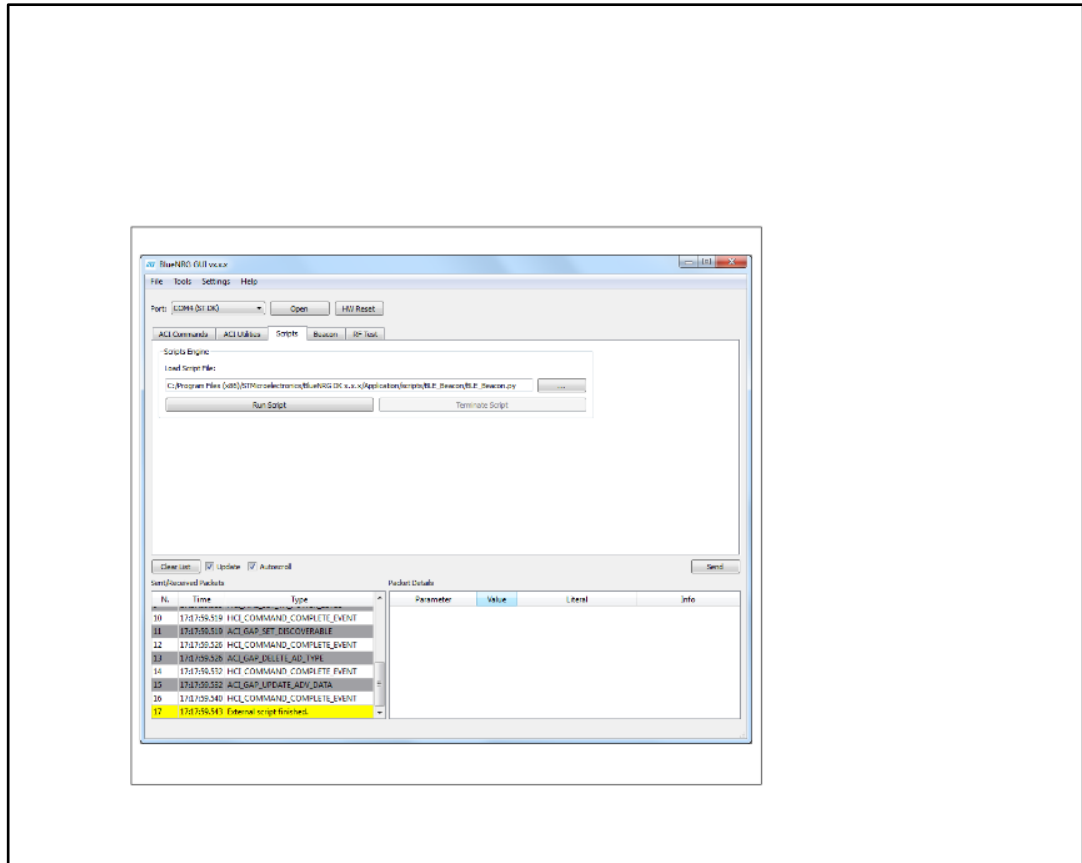 BlueNRG GUI vx.x.x
File Tools Settings Help
Port: COM4 (ST DK) Open HW Reset
ACI Commands ACI Utilities Scripts Beacon RF Test
Scripts Engine
Load Script File:
C:/Program Files (x86)/STMicroelectronics/BlueNRG DK x.x.x/Application/scripts/BLE_Beacon/BLE_Beacon.py ...
Run Script Terminate Script
Clear List Update Autoscroll Send
Sent/Received Packets Packet Details
N. Time Type Parameter Value Literal Info
10 17:17:59.519 HCI_COMMAND_COMPLETE_EVENT
11 17:17:59.519 ACI_GAP_SET_DISCOVERABLE
12 17:17:59.526 HCI_COMMAND_COMPLETE_EVENT
13 17:17:59.526 ACI_GAP_DELETE_AD_TYPE
14 17:17:59.532 HCI_COMMAND_COMPLETE_EVENT
15 17:17:59.532 ACI_GAP_UPDATE_ADV_DATA
16 17:17:59.540 HCI_COMMAND_COMPLETE_EVENT
17 17:17:59.543 External script finished.